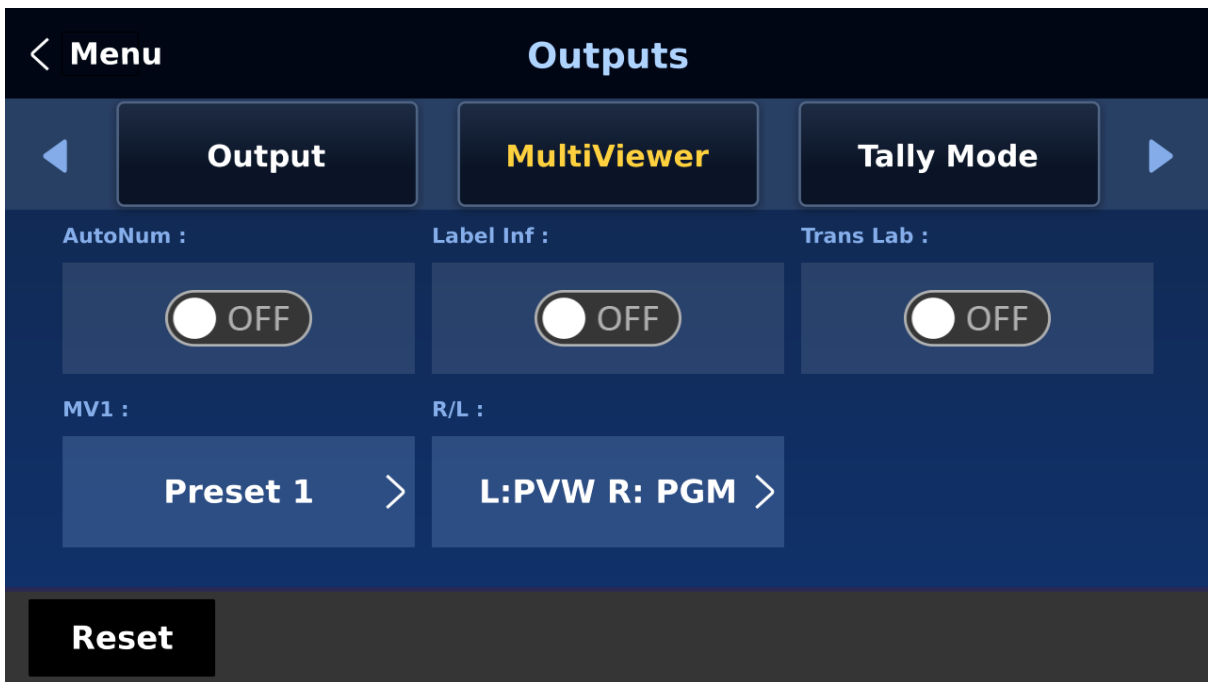 Menu
Outputs
Output
MultiViewer
Tally Mode
AutoNum :
Label Inf :
Trans Lab :
OFF
OFF
OFF
MV1 :
R/L :
Preset 1
L:PVW R: PGM
Reset